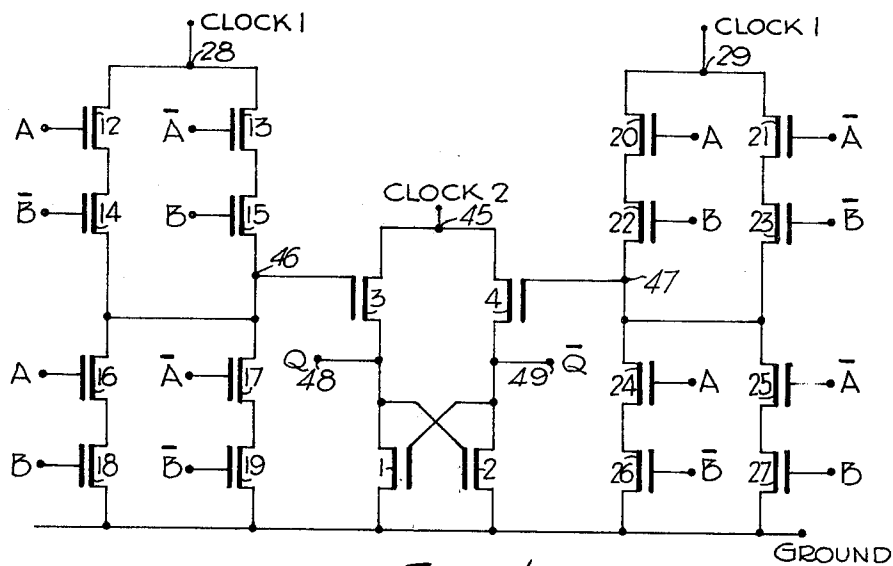 CLOCK 1
28
CLOCK 1
29
A
12
Ā
13
20
A
21
Ā
B̄
14
B
15
CLOCK 2
45
22
B
23
B̄
46
3
4
47
Q
48
49
Q̄
A
16
Ā
17
24
A
25
Ā
B
18
B̄
19
1
2
26
B̄
27
B
GROUND